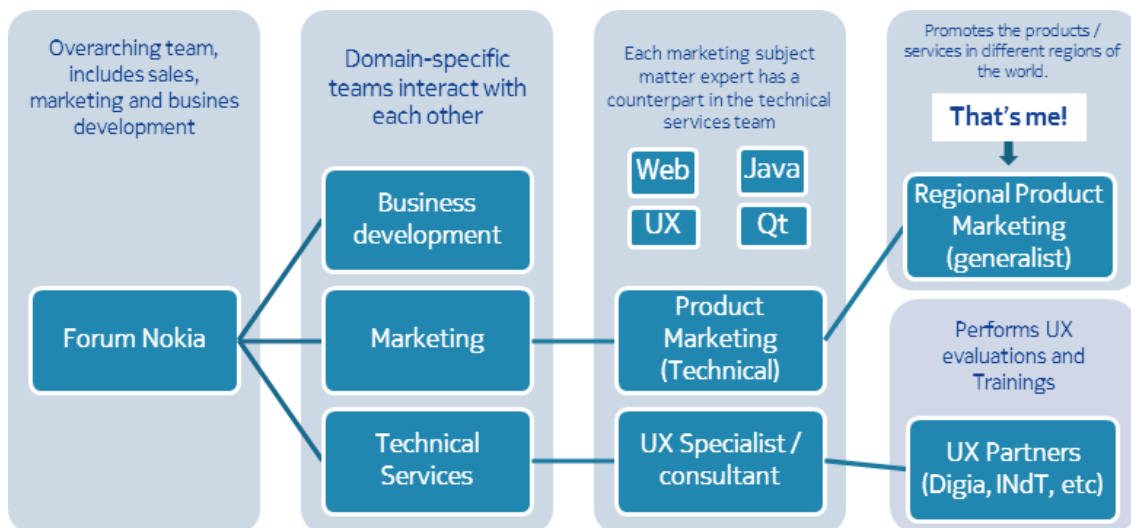 Overarching team,
includes sales,
marketing and busines
development
Forum Nokia
Domain-specific
teams interact with
each other
Business
development
Marketing
Technical
Services
Each marketing subject
matter expert has a
counterpart in the technical
services team
Web
Java
UX
Qt
Product
Marketing
(Technical)
UX Specialist /
consultant
Promotes the products /
services in different regions of
the world.
That's me!
Regional Product
Marketing
(generalist)
Performs UX
evaluations and
Trainings
UX Partners
(Digia, INdT, etc)